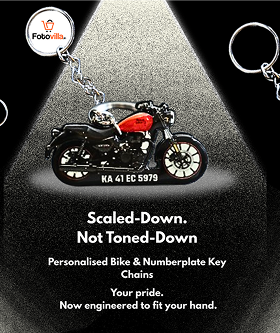 Fotovilla.
KA 41 EC 5979
Scaled-Down.
Not Toned-Down
Personalised Bike & Numberplate Key
Chains
Your pride.
Now engineered to fit your hand.